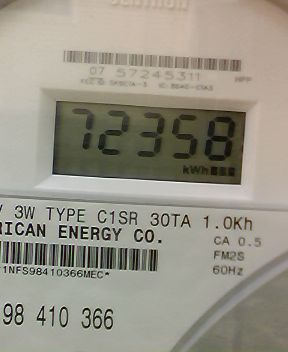 07 57245311
72358
kWh
V 3W TYPE C1SR 30TA 1.0Kh
RICAN ENERGY CO.
CA 0.5
FM2S
60Hz
1NFS98410366MEC*
98 410 366